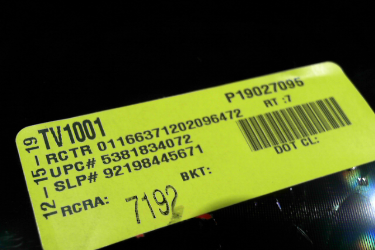 P19027095
19 TV1001
RT :7
15 - RCTR 01166371202096472
- UPC# 5381834072
12 - SLP# 92198445671
DOT CL:
BKT:
RCRA: 7192